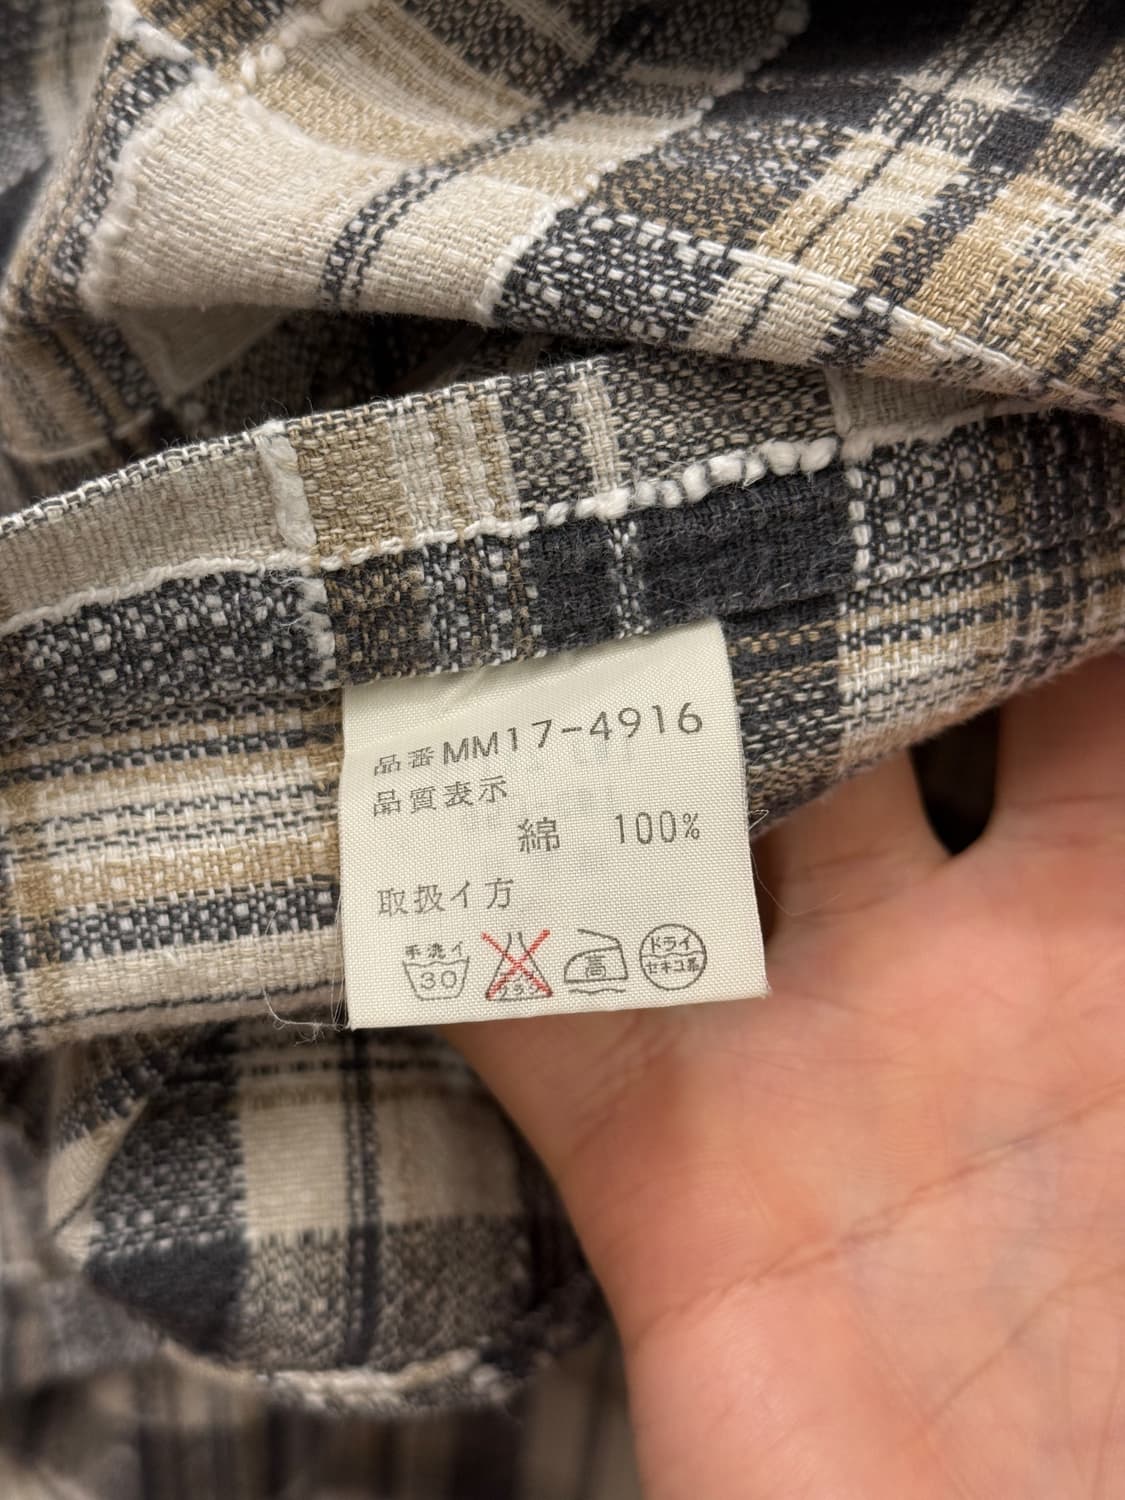 品番MM17-4916
品質表示
綿 100%
取扱イ方
手洗イ 30
ハ
高
ドライ
セキユ系